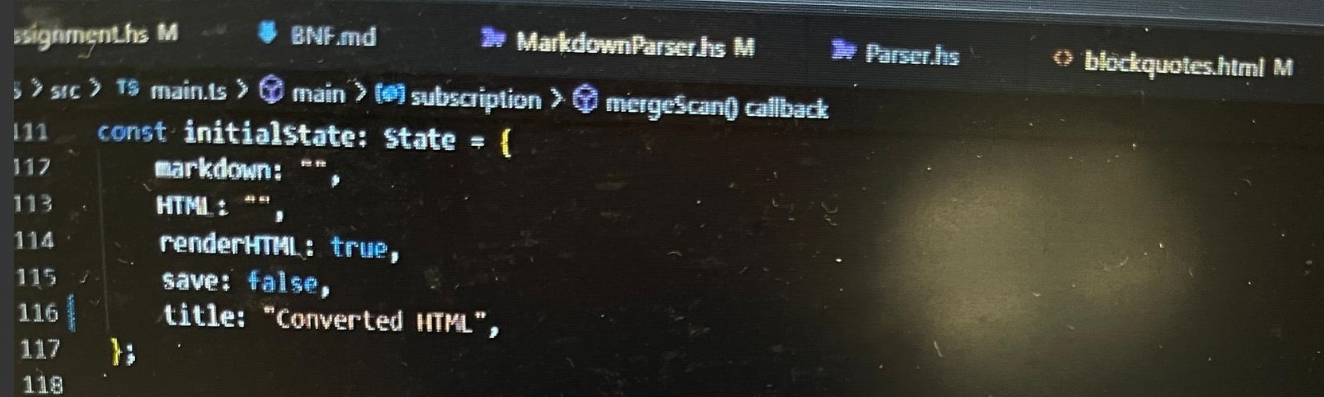 ssignment.hs M BNF.md MarkdownParser.hs M Parser.hs blockquotes.html M
s > src > TS main.ts > main > subscription > mergeScan() callback
111 const initialState: State = {
112 markdown: "",
113 HTML: "",
114 renderHTML: true,
115 save: false,
116 title: "Converted HTML",
117 };
118